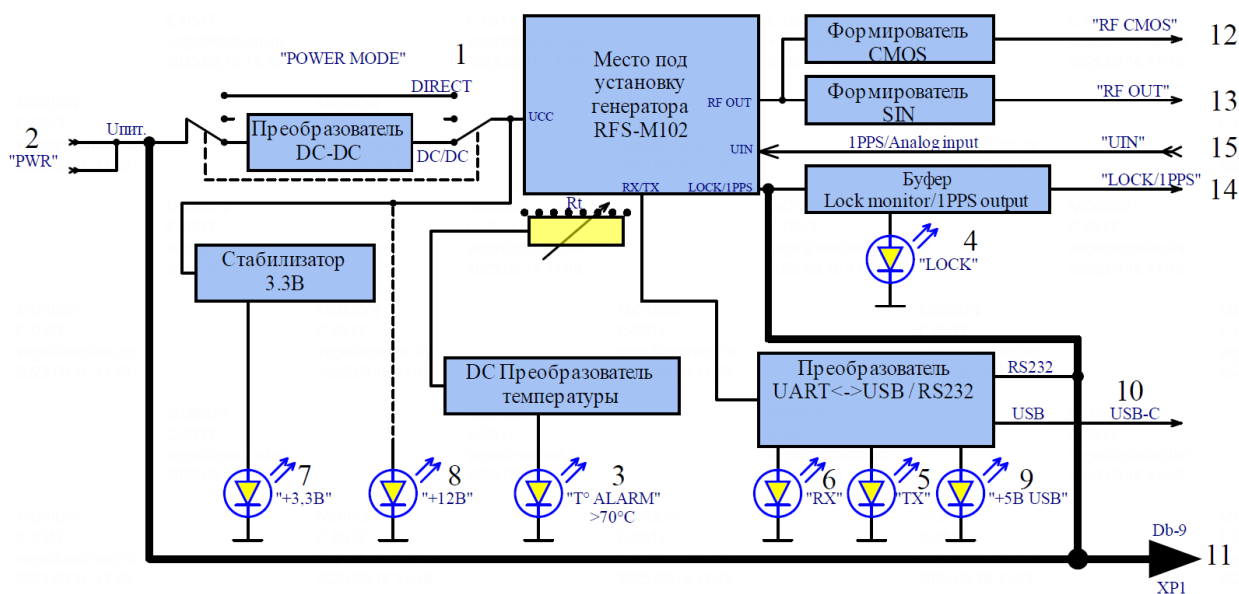 1
"POWER MODE"
DIRECT
2
"PWR"
Uпит.
Преобразователь
DC-DC
DC/DC
Место под
установку
генератора
RFS-M102
UCC
RF OUT
UIN
RX/TX
LOCK/1PPS
Формирователь
CMOS
"RF CMOS"
12
Формирователь
SIN
"RF OUT"
13
1PPS/Analog input
"UIN"
15
Буфер
Lock monitor/1PPS output
"LOCK/1PPS"
14
4
"LOCK"
Rt
Стабилизатор
3.3В
DC Преобразователь
температуры
Преобразователь
UART<->USB / RS232
RS232
USB
10
USB-C
7
"+3,3В"
8
"+12В"
3
"T° ALARM"
>70°C
6
"RX"
5
"TX"
9
"+5В USB"
Db-9
11
XP1